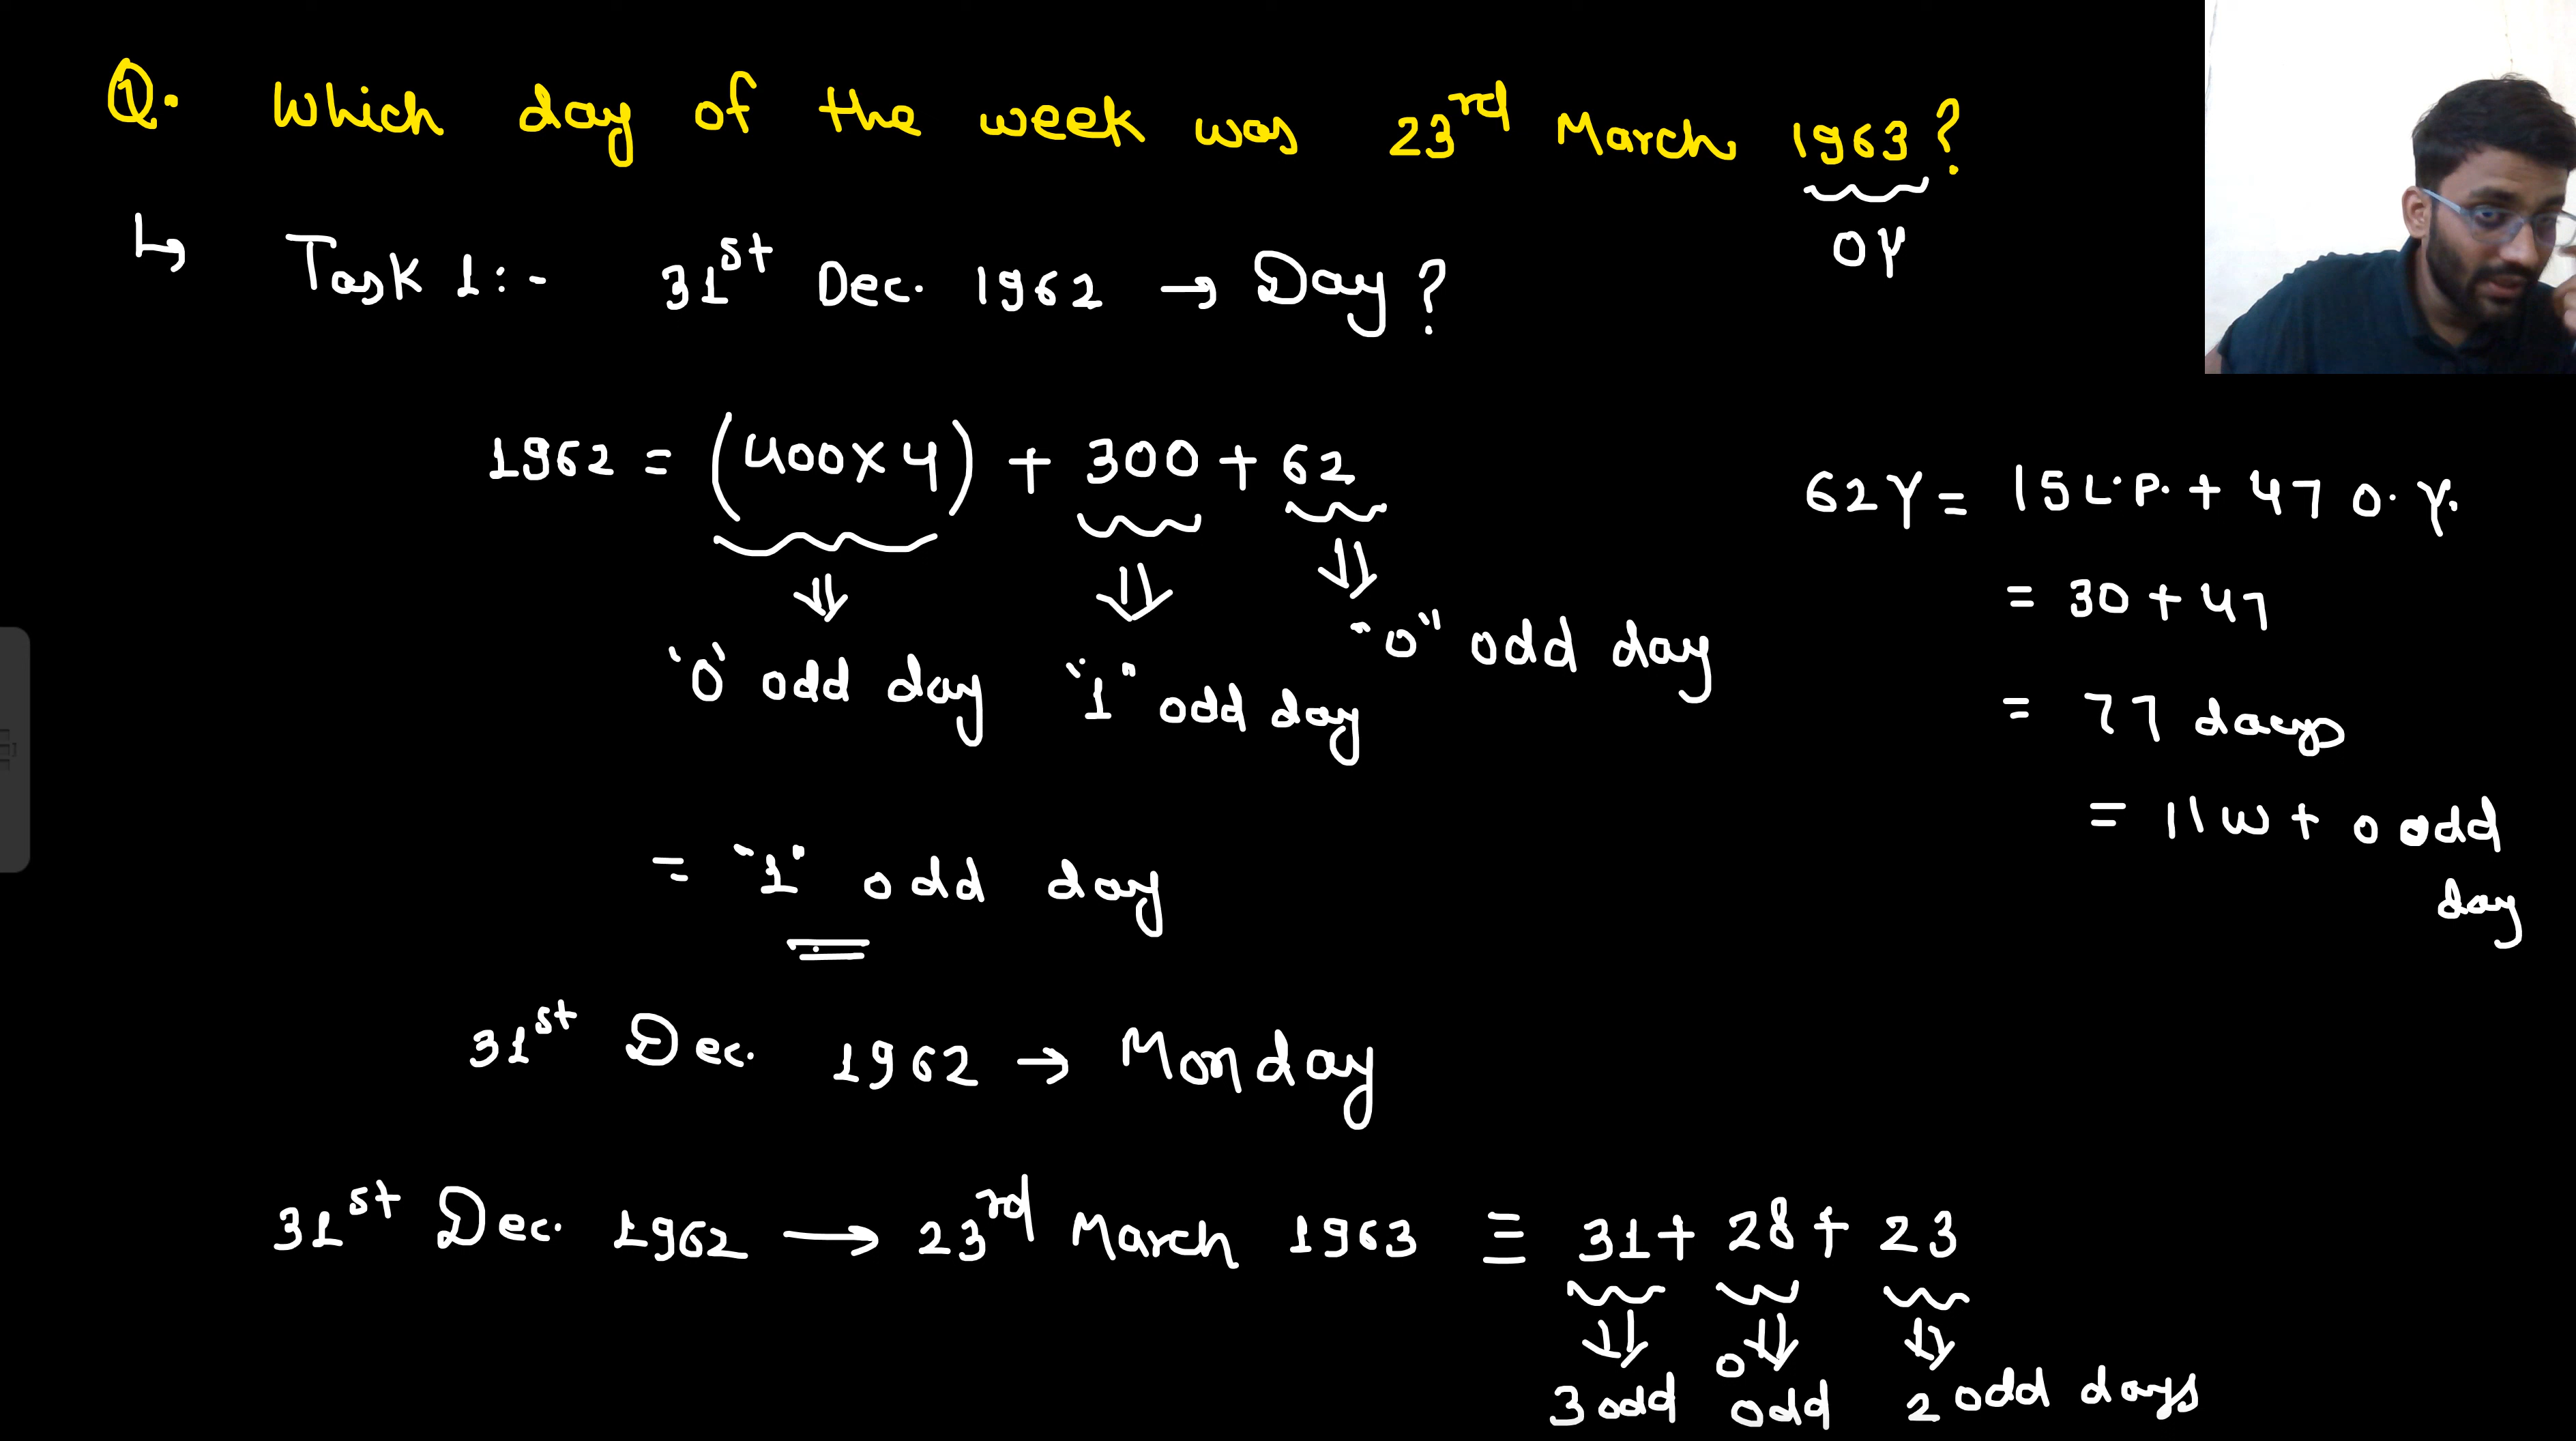 Q. Which day of the week was 23rd March 1963?
OY
↳ Task 1:- 31st Dec. 1962 → Day?
1962 = (400×4) + 300 + 62
'0' odd day "1" odd day "0" odd day
62Y = 15 L.P. + 47 O.Y.
= 30 + 47
= 77 days
= 11W + 0 odd
day
= "1" odd day
31st Dec. 1962 → Monday
31st Dec. 1962 → 23rd March 1963 ≡ 31 + 28 + 23
3 odd 0 odd 2 odd days